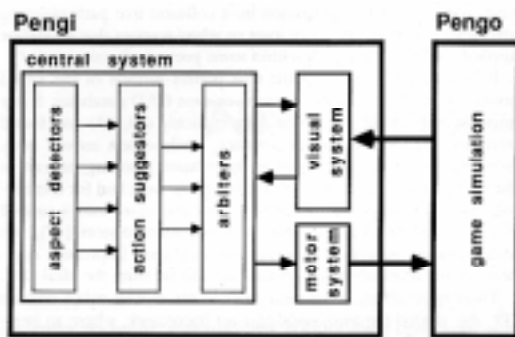 Pengi
Pengo
central system
aspect detectors
action suggestors
arbiters
visual
system
motor
system
game simulation